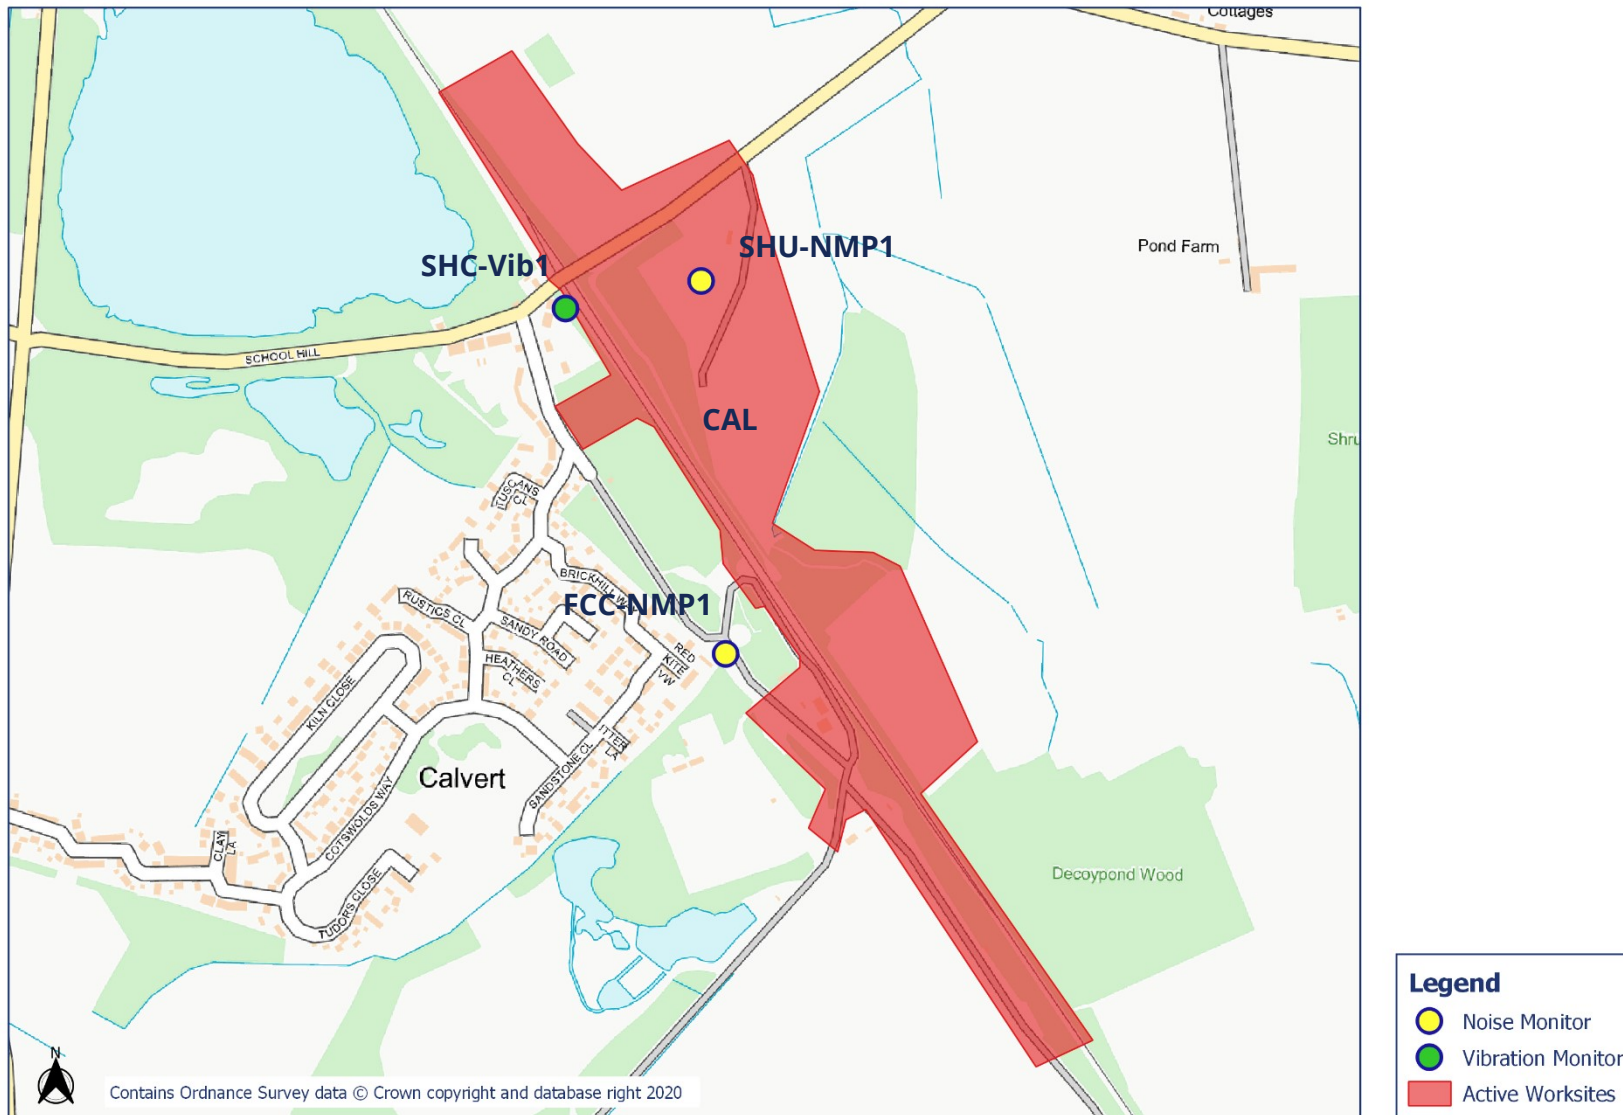 Cottages
SHU-NMP1
Pond Farm
SHC-Vib1
SCHOOL HILL
CAL
Shru
TUSCANS
CL
BRICKHILL W
FCC-NMP1
RUSTICS CL
SANDY ROAD
RED
KITE
VW
HEATHERS
CL
KILN CLOSE
ITTER
LA
Calvert
SANDSTONE CL
COTSWOLDS WAY
CLAY
LA
TUDORS CLOSE
Decoypond Wood
N
Contains Ordnance Survey data © Crown copyright and database right 2020
Legend
Noise Monitor
Vibration Monitor
Active Worksites